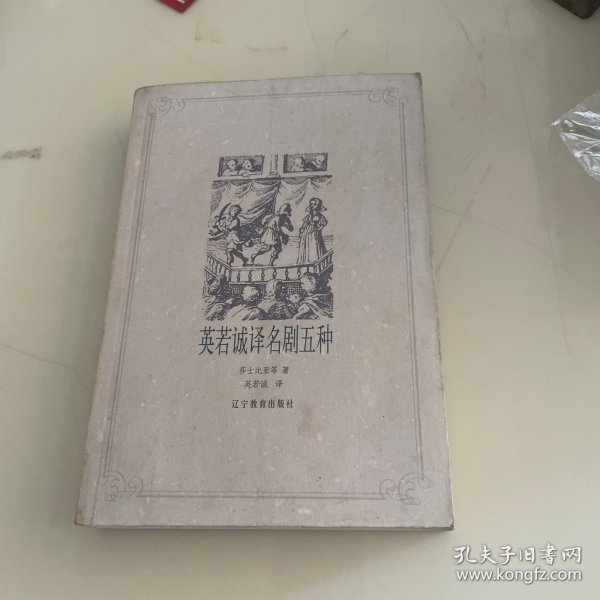 英若诚译名剧五种
莎士比亚等 著
英若诚 译
辽宁教育出版社
孔夫子旧书网
www.kongfz.com